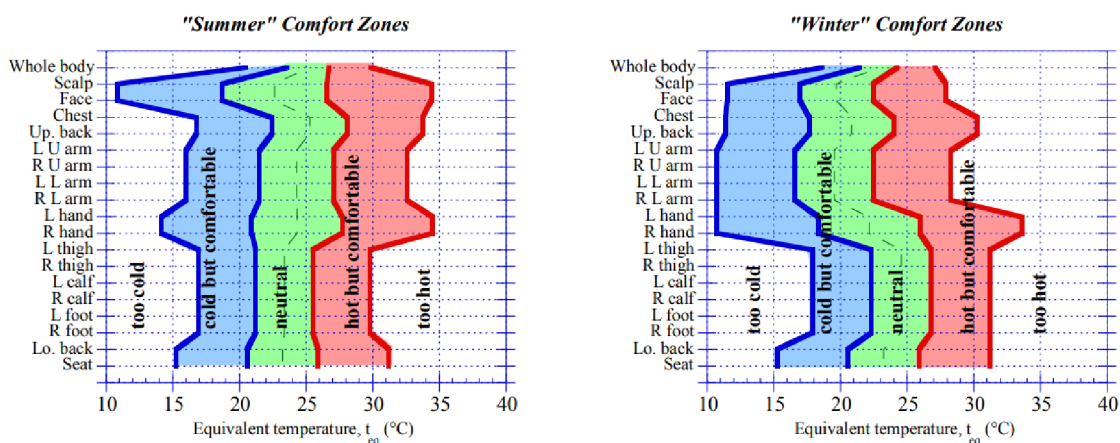 "Summer" Comfort Zones
Whole body
Scalp
Face
Chest
Up. back
L U arm
R U arm
L L arm
R L arm
L hand
R hand
L thigh
R thigh
L calf
R calf
L foot
R foot
Lo. back
Seat
too cold
cold but comfortable
neutral
hot but comfortable
too hot
10 15 20 25 30 35 40
Equivalent temperature, t eq (°C)
"Winter" Comfort Zones
Whole body
Scalp
Face
Chest
Up. back
L U arm
R U arm
L L arm
R L arm
L hand
R hand
L thigh
R thigh
L calf
R calf
L foot
R foot
Lo. back
Seat
too cold
cold but comfortable
neutral
hot but comfortable
too hot
10 15 20 25 30 35 40
Equivalent temperature, t eq (°C)